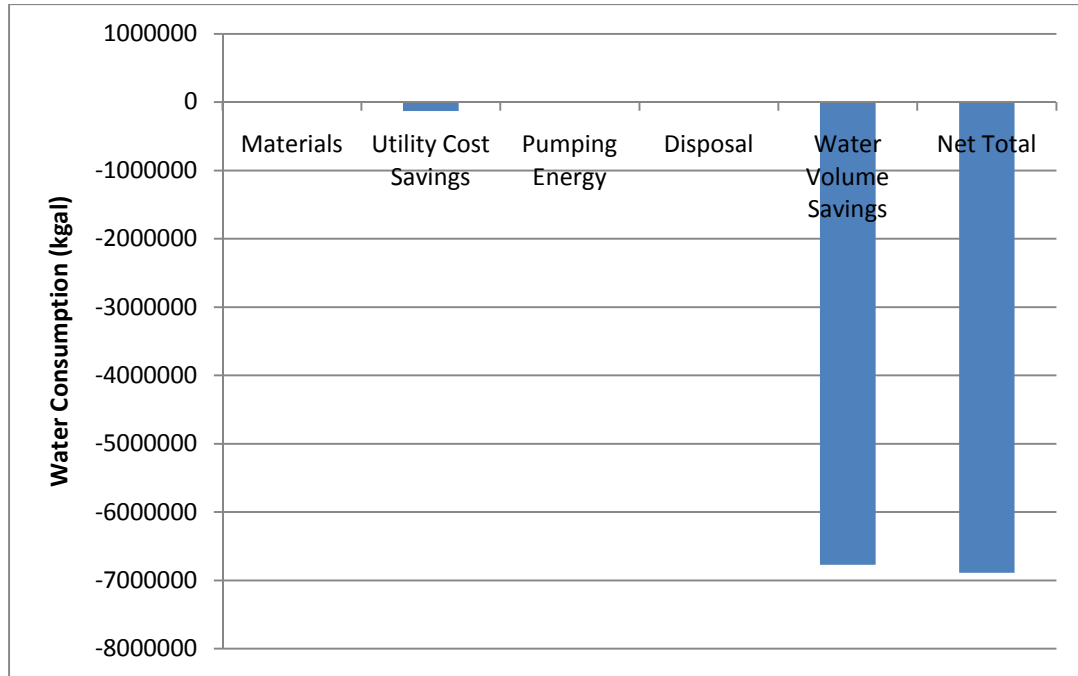 1000000
0
-1000000
-2000000
-3000000
-4000000
-5000000
-6000000
-7000000
-8000000
Water Consumption (kgal)
Materials
Utility Cost
Savings
Pumping
Energy
Disposal
Water
Volume
Savings
Net Total